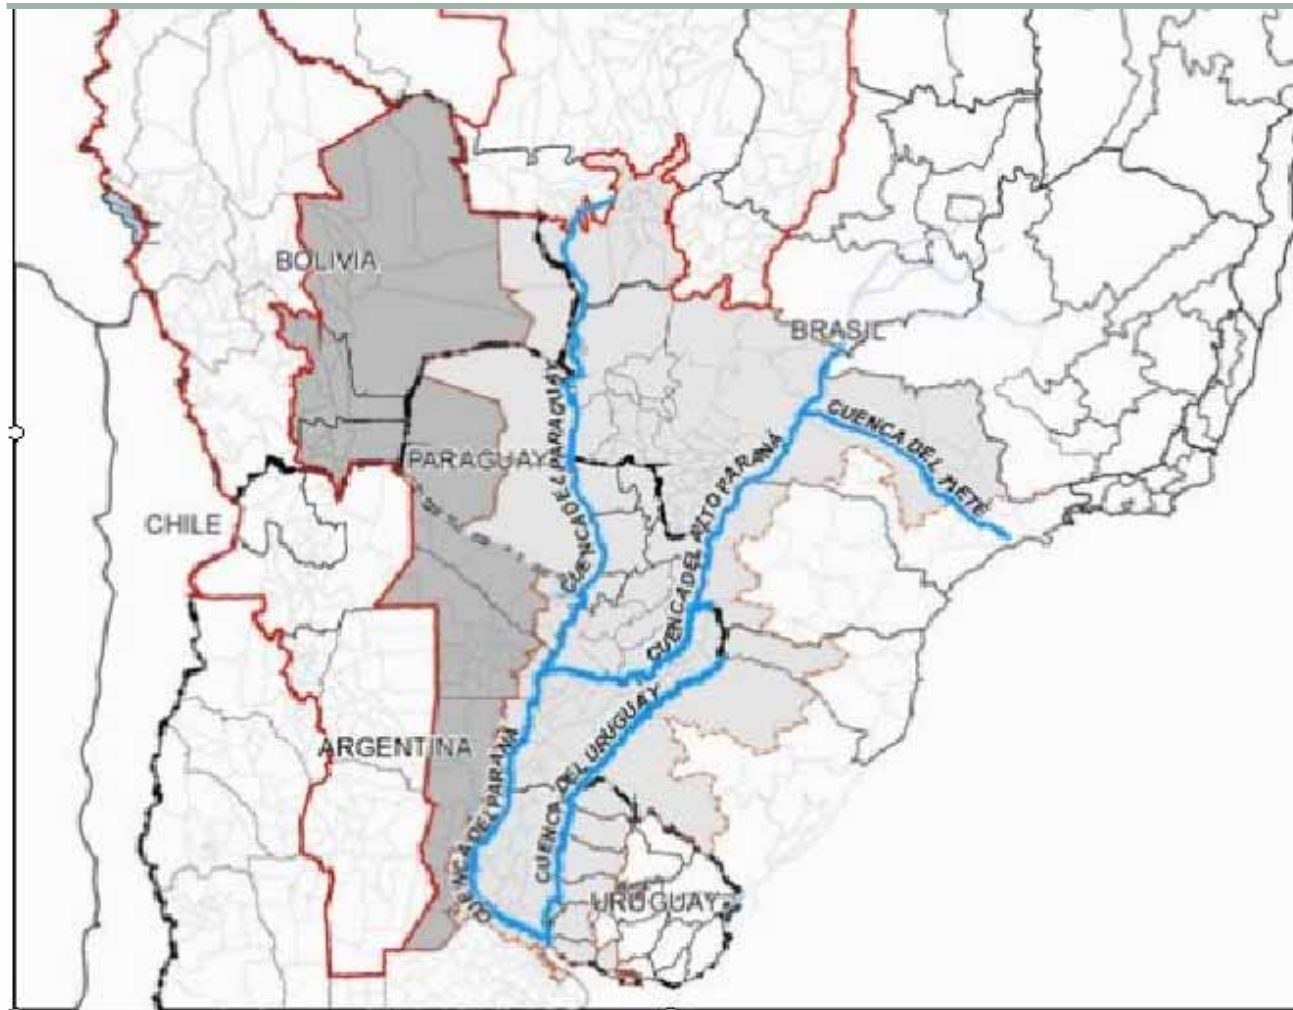 BOLIVIA
BRASIL
CUENCA DEL PARAGUAY
CUENCA DEL ALTO PARANÁ
CUENCA DEL PIETE
PARAGUAY
CHILE
CUENCA DEL URUGUAY
CUENCA DEL PARANÁ
ARGENTINA
URUGUAY